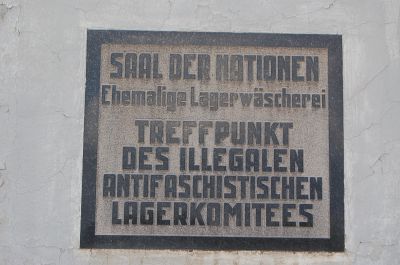 SAAL DER NATIONEN
Ehemalige Lagerwäscherei
TREFFPUNKT
DES ILLEGALEN
ANTIFASCHISTISCHEN
LAGERKOMITEES